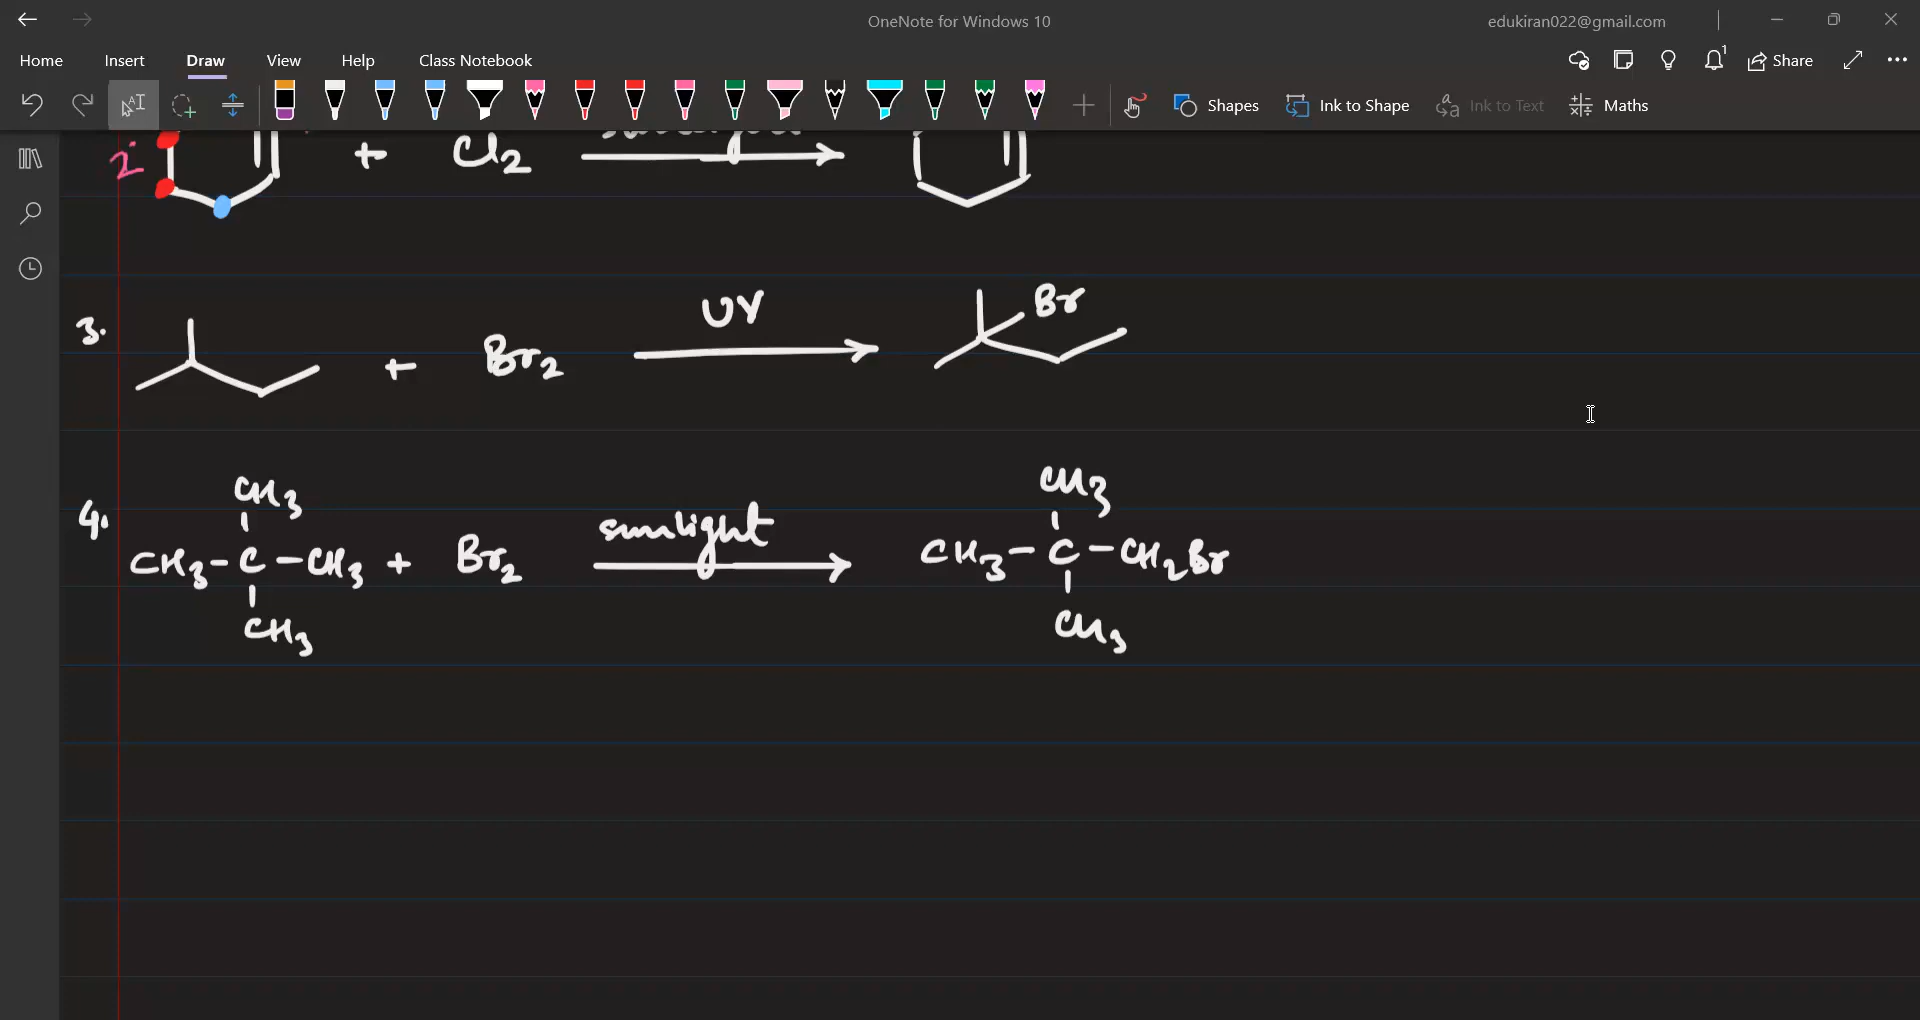 OneNote for Windows 10
edukiran022@gmail.com
Home Insert Draw View Help Class Notebook
1
Share
Shapes Ink to Shape Ink to Text Maths
2. + Cl2
3. + Br2 UV Br
4. CH3 CH3
CH3-C-CH3 + Br2 sunlight CH3-C-CH2Br
CH3 CH3